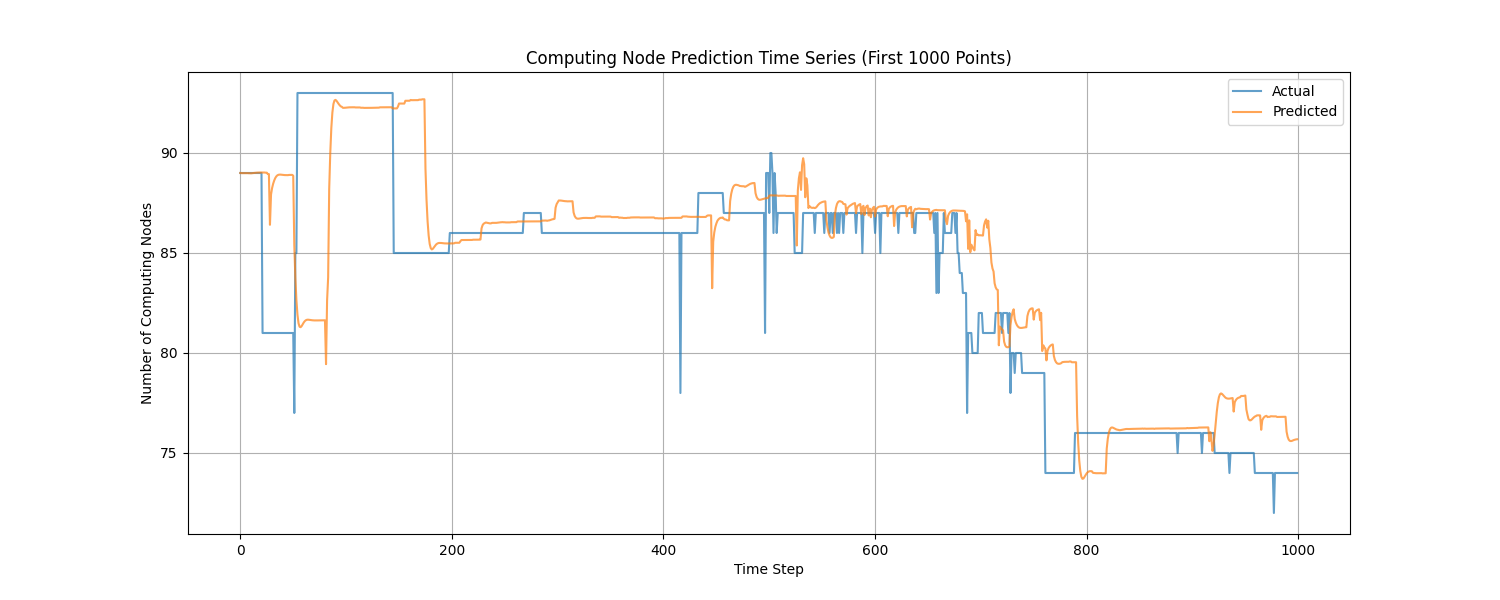 Computing Node Prediction Time Series (First 1000 Points)
Actual
Predicted
Number of Computing Nodes
90
85
80
75
0
200
400
600
800
1000
Time Step